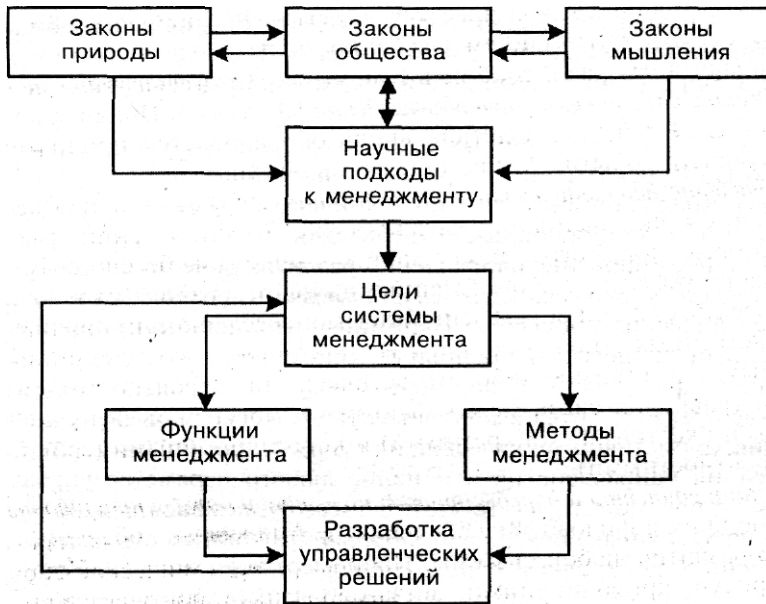 Законы
природы
Законы
общества
Законы
мышления
Научные
подходы
к менеджменту
Цели
системы
менеджмента
Функции
менеджмента
Методы
менеджмента
Разработка
управленческих
решений